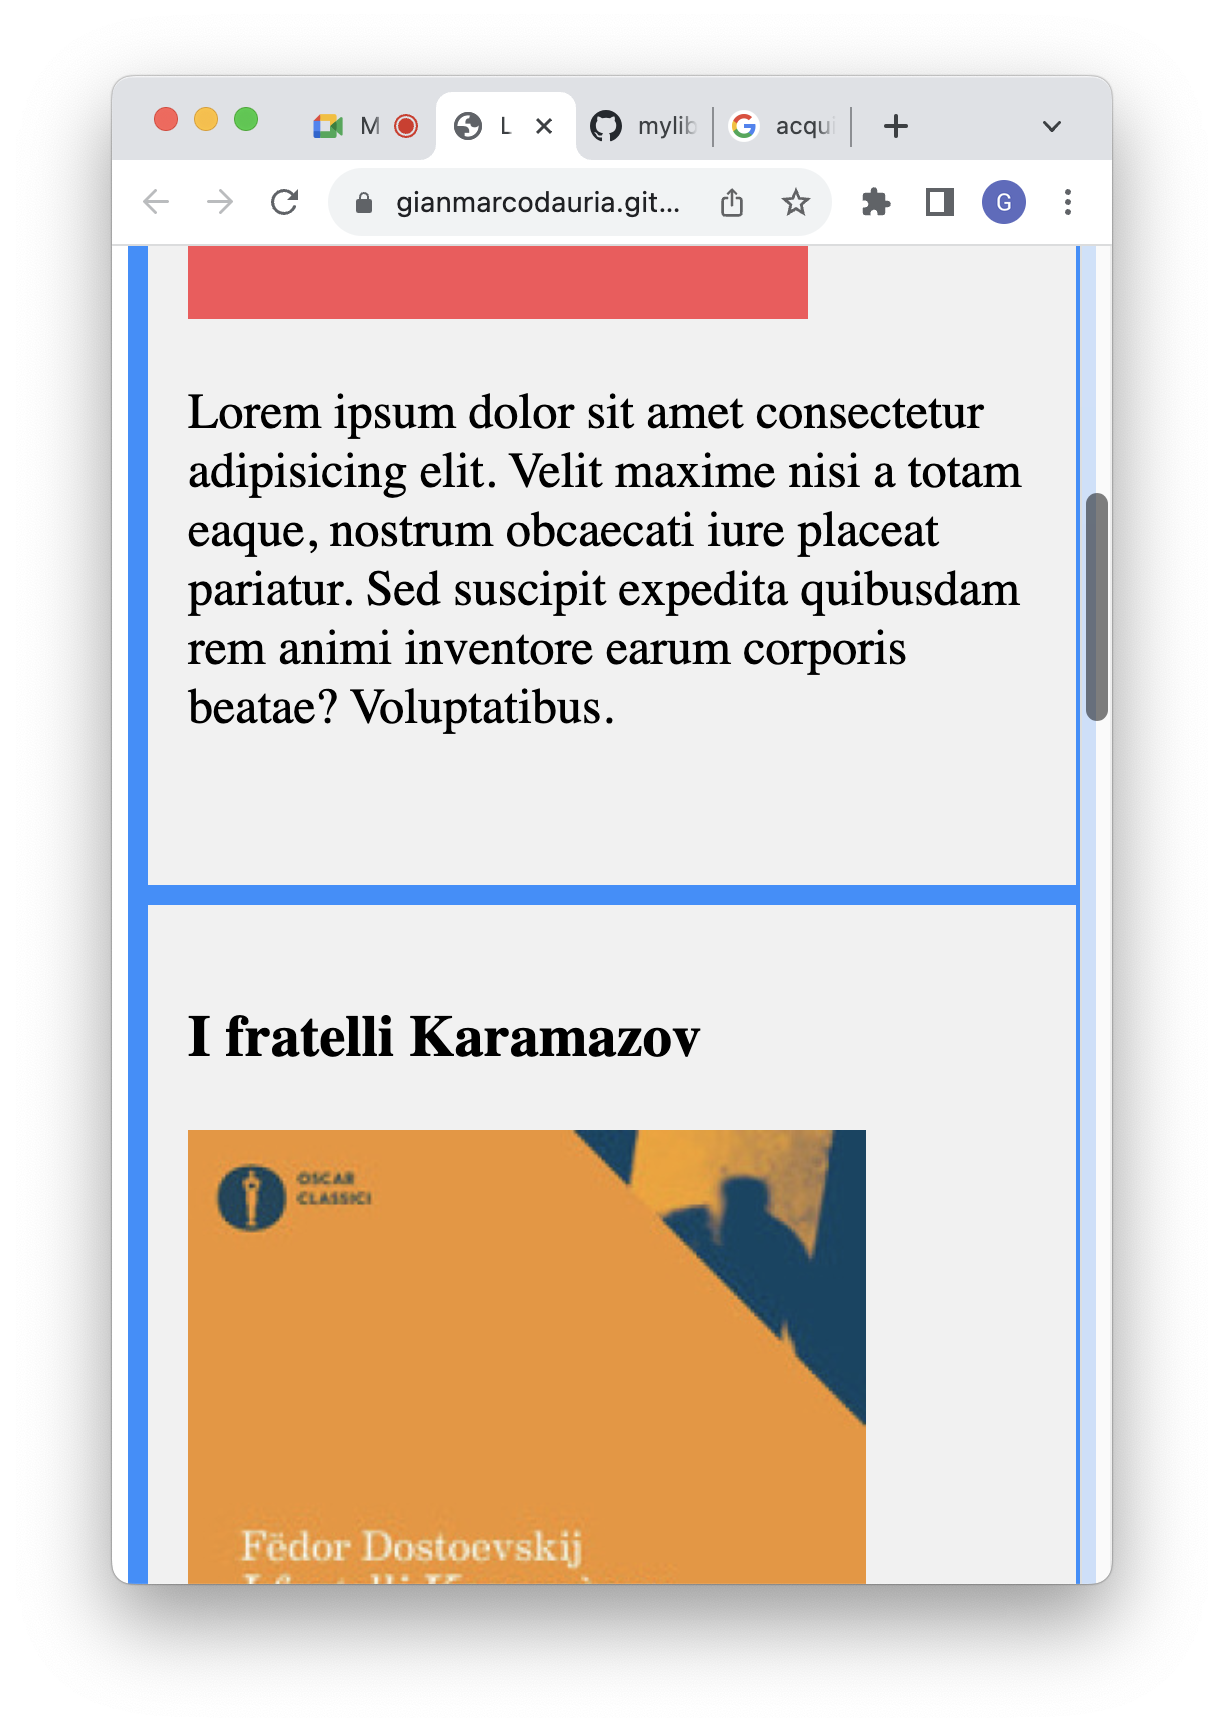 M L mylib acqui
gianmarcodauria.git...
G
Lorem ipsum dolor sit amet consectetur
adipisicing elit. Velit maxime nisi a totam
eaque, nostrum obcaecati iure placeat
pariatur. Sed suscipit expedita quibusdam
rem animi inventore earum corporis
beatae? Voluptatibus.
I fratelli Karamazov
OSCAR
CLASSICI
Fëdor Dostoevskij